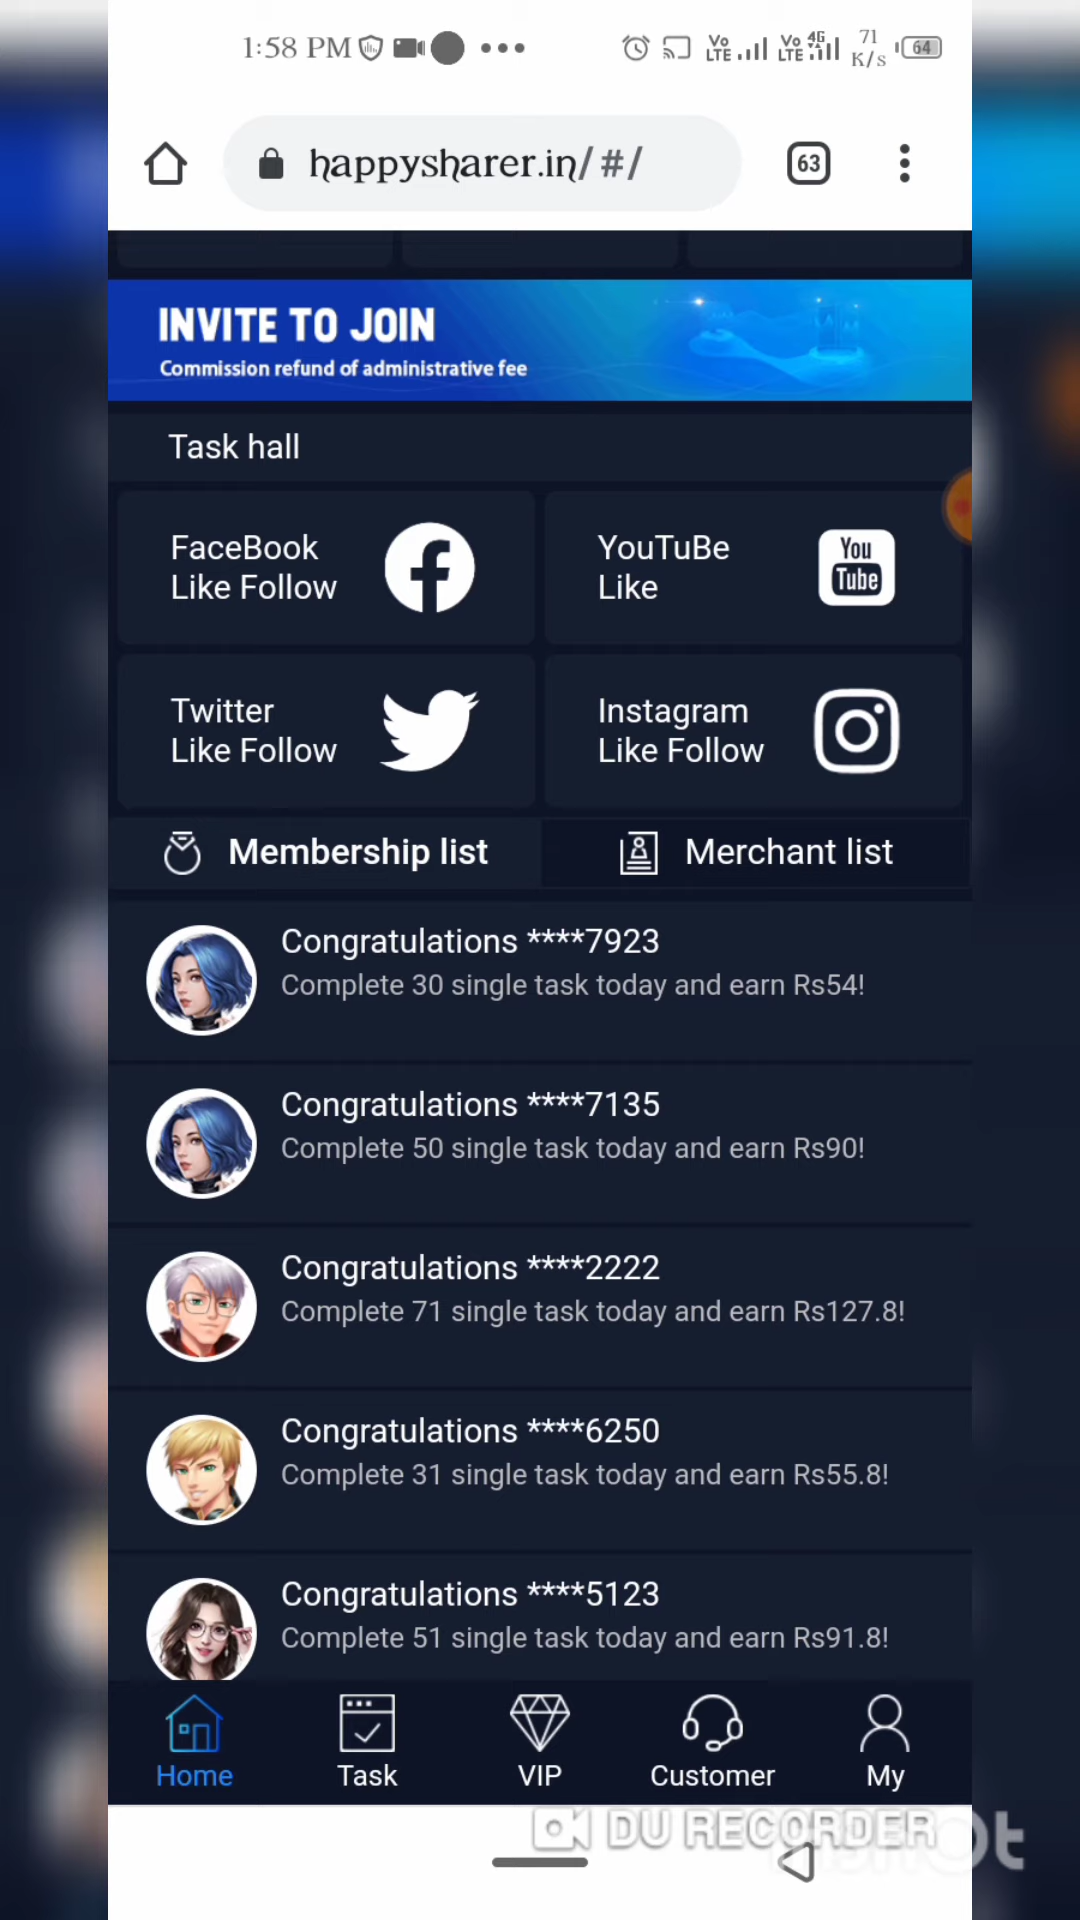 1:58 PM
Vo LTE Vo LTE 4G 71 K/s 64
happysharer.in/#/
63
INVITE TO JOIN
Commission refund of administrative fee
Task hall
FaceBook
Like Follow
YouTuBe
Like
You
Tube
Twitter
Like Follow
Instagram
Like Follow
Membership list
Merchant list
Congratulations ****7923
Complete 30 single task today and earn Rs54!
Congratulations ****7135
Complete 50 single task today and earn Rs90!
Congratulations ****2222
Complete 71 single task today and earn Rs127.8!
Congratulations ****6250
Complete 31 single task today and earn Rs55.8!
Congratulations ****5123
Complete 51 single task today and earn Rs91.8!
Home
Task
VIP
Customer
My
DU RECORDER